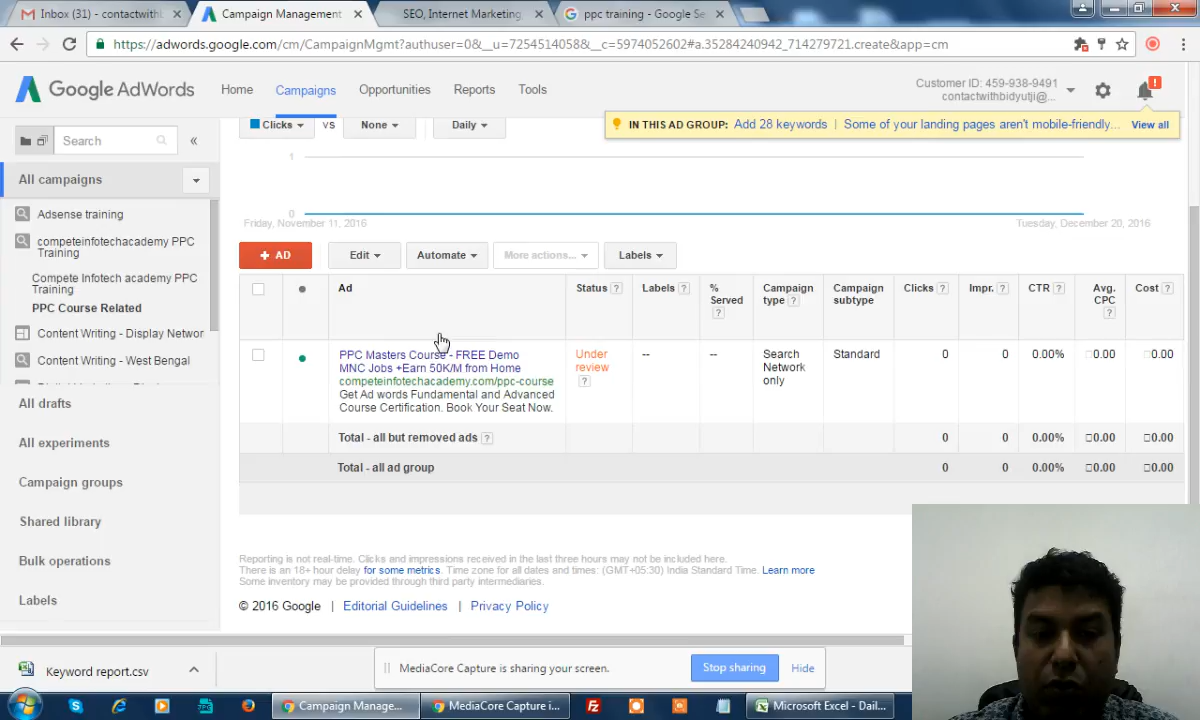 Inbox (31) - contactwithb
Campaign Management
SEO, Internet Marketing
ppc training - Google Se
https://adwords.google.com/cm/CampaignMgmt?authuser=0&__u=7254514058&__c=5974052602#a.35284240942_714279721.create&app=cm
Google AdWords
Home
Campaigns
Opportunities
Reports
Tools
Customer ID: 459-938-9491
contactwithbidyutji@...
!
Search
«
Clicks
VS
None
Daily
IN THIS AD GROUP: Add 28 keywords | Some of your landing pages aren't mobile-friendly... View all
1
0
Friday, November 11, 2016
Tuesday, December 20, 2016
All campaigns
Adsense training
competeinfotechacademy PPC
Training
Compete Infotech academy PPC
Training
PPC Course Related
Content Writing - Display Networ
Content Writing - West Bengal
All drafts
All experiments
Campaign groups
Shared library
Bulk operations
Labels
+ AD
Edit
Automate
More actions...
Labels
Ad
Status ?
Labels ?
% Served ?
Campaign type ?
Campaign subtype
Clicks ?
Impr. ?
CTR ?
Avg. CPC ?
Cost ?
PPC Masters Course - FREE Demo
MNC Jobs +Earn 50K/M from Home
competeinfotechacademy.com/ppc-course
Get Ad words Fundamental and Advanced
Course Certification. Book Your Seat Now.
Under review ?
--
--
Search Network only
Standard
0
0
0.00%
0.00
0.00
Total - all but removed ads ?
0
0
0.00%
0.00
0.00
Total - all ad group
0
0
0.00%
0.00
0.00
Reporting is not real-time. Clicks and impressions received in the last three hours may not be included here.
There is an 18+ hour delay for some metrics. Time zone for all dates and times: (GMT+05:30) India Standard Time. Learn more
Some inventory may be provided through third party intermediaries.
© 2016 Google | Editorial Guidelines | Privacy Policy
Keyword report.csv
MediaCore Capture is sharing your screen.
Stop sharing
Hide
Campaign Manage...
MediaCore Capture i...
Microsoft Excel - Dail...